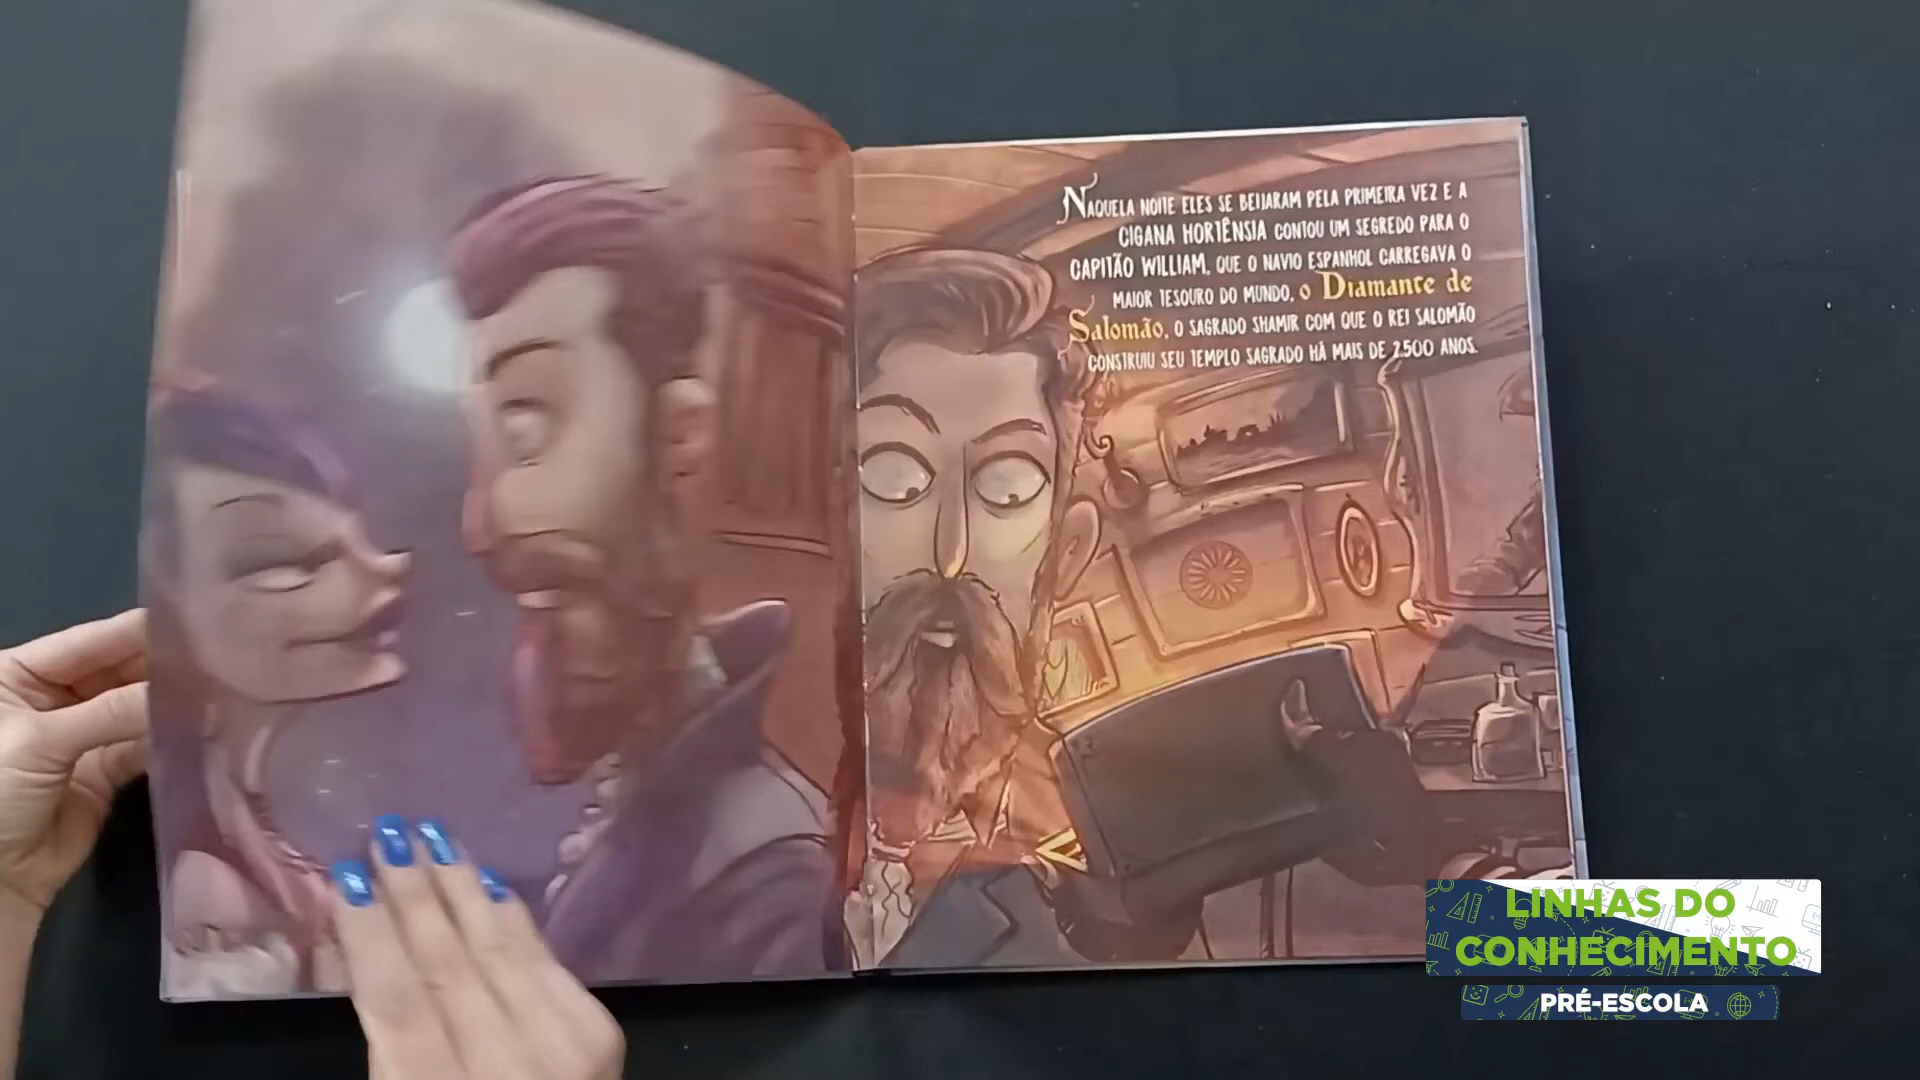 NAQUELA NOITE ELES SE BEIJARAM PELA PRIMEIRA VEZ E A
CIGANA HORTÊNSIA CONTOU UM SEGREDO PARA O
CAPITÃO WILLIAM, QUE O NAVIO ESPANHOL CARREGAVA O
MAIOR TESOURO DO MUNDO, O Diamante de
Salomão, O SAGRADO SHAMIR COM QUE O REI SALOMÃO
CONSTRUIU SEU TEMPLO SAGRADO HÁ MAIS DE 2.500 ANOS.
LINHAS DO
CONHECIMENTO
PRÉ-ESCOLA